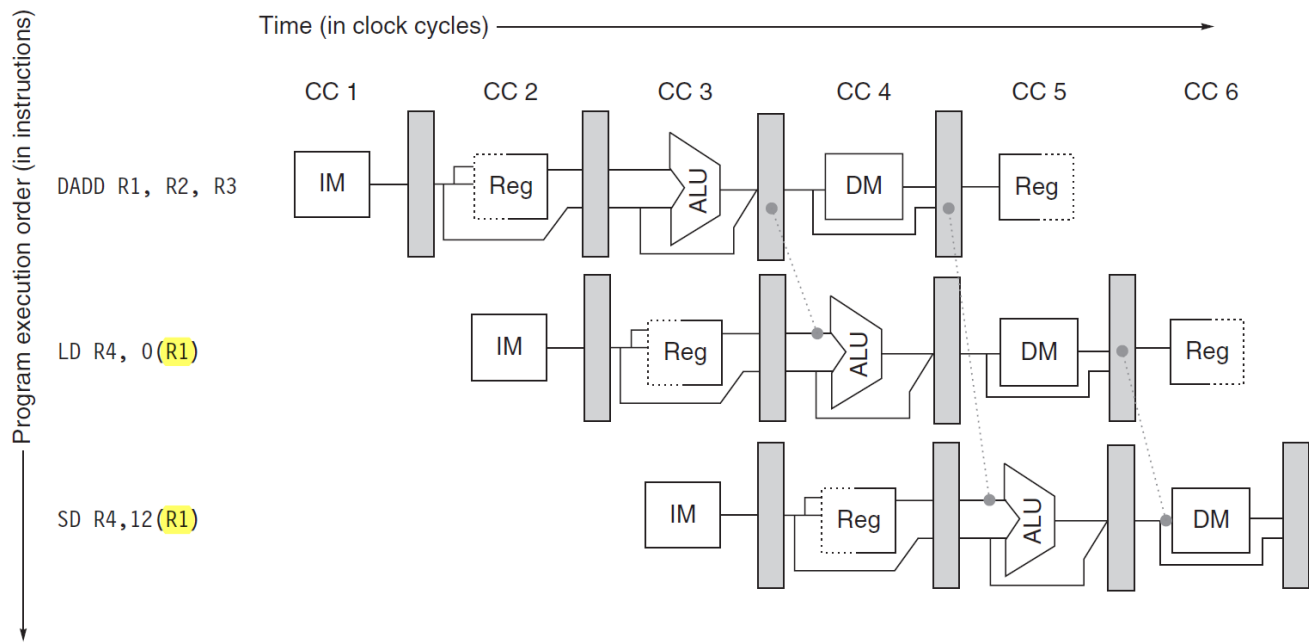 Time (in clock cycles)
Program execution order (in instructions)
CC 1 CC 2 CC 3 CC 4 CC 5 CC 6
DADD R1, R2, R3
IM Reg ALU DM Reg
LD R4, 0(R1)
IM Reg ALU DM Reg
SD R4,12(R1)
IM Reg ALU DM